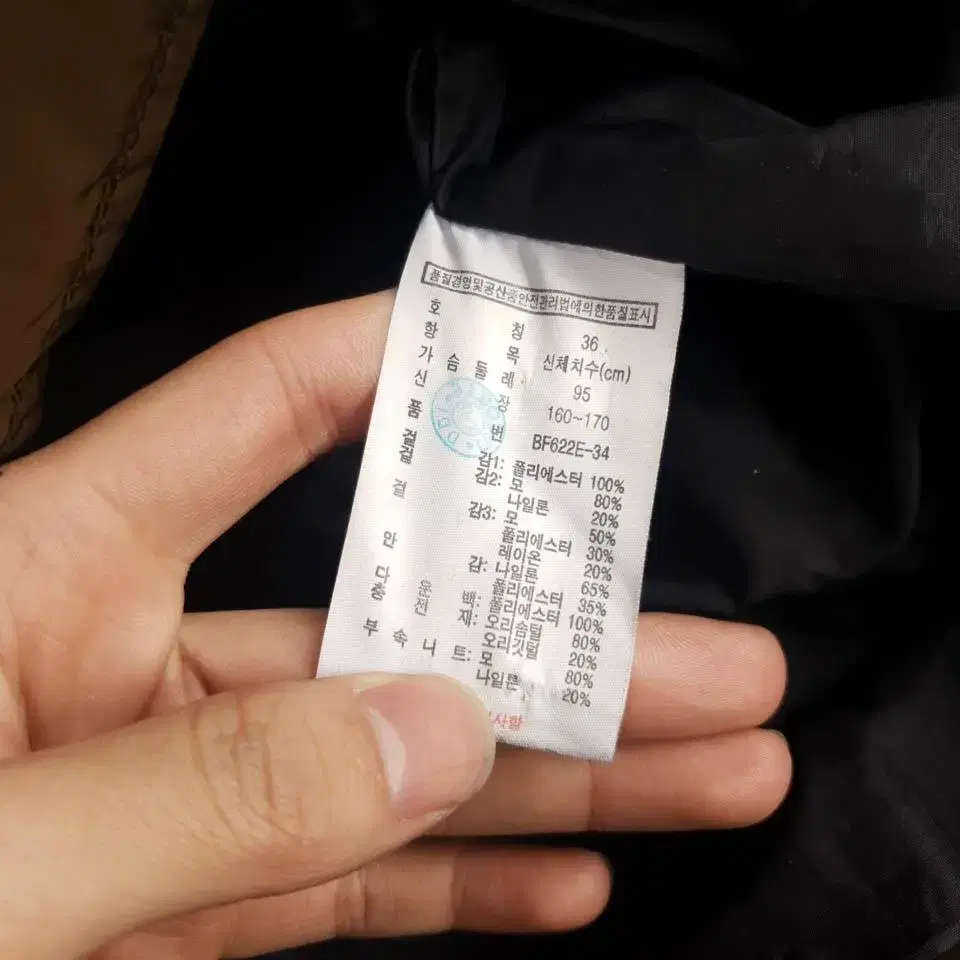 품질경영및공산품안전관리법에의한품질표시
호 칭 36
항 목 신체치수(cm)
가 슴 둘 레 95
신 장 160~170
품 번 BF622E-34
겉 감1: 폴리에스터 100%
겉 감2: 모 80%
나일론 20%
겉 감3: 모 50%
폴리에스터 30%
레이온 20%
안 감: 나일론 65%
폴리에스터 35%
다 운 백: 폴리에스터 100%
충 전 재: 오리솜털 80%
오리깃털 20%
부 속 니 트: 모 80%
나일론 20%
사항